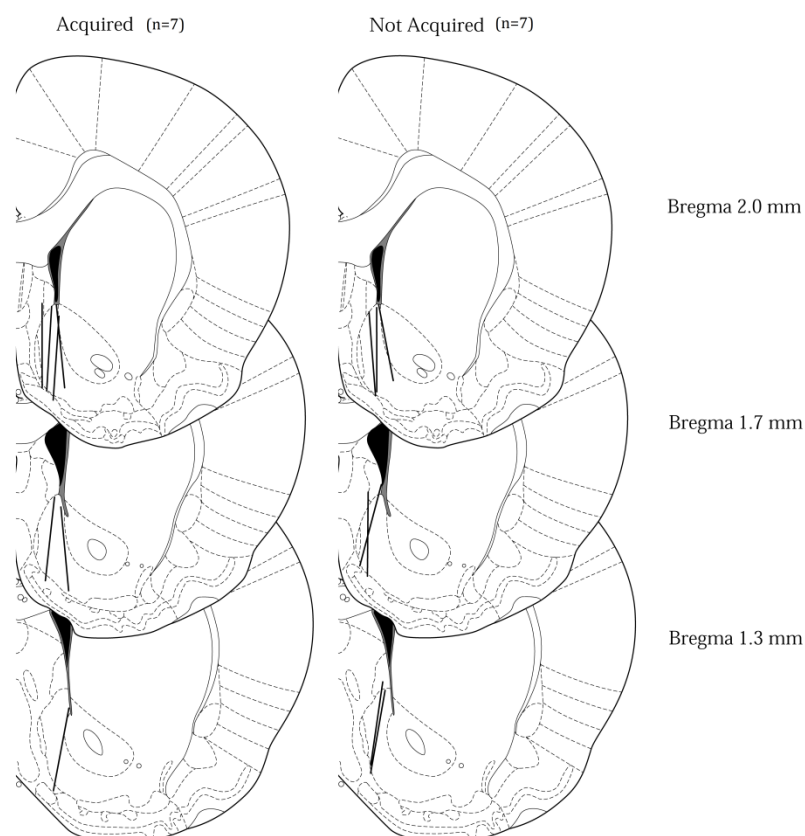 Acquired (n=7)
Not Acquired (n=7)
Bregma 2.0 mm
Bregma 1.7 mm
Bregma 1.3 mm